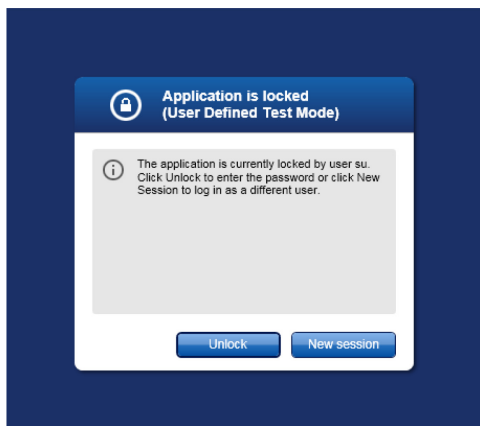 Application is locked
(User Defined Test Mode)
The application is currently locked by user su.
Click Unlock to enter the password or click New
Session to log in as a different user.
Unlock
New session